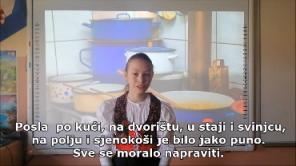 Posla  po kući, na dvorištu, u staji i svinjcu,
na polju i sjenokoši je bilo jako puno.
Sve se moralo napraviti.